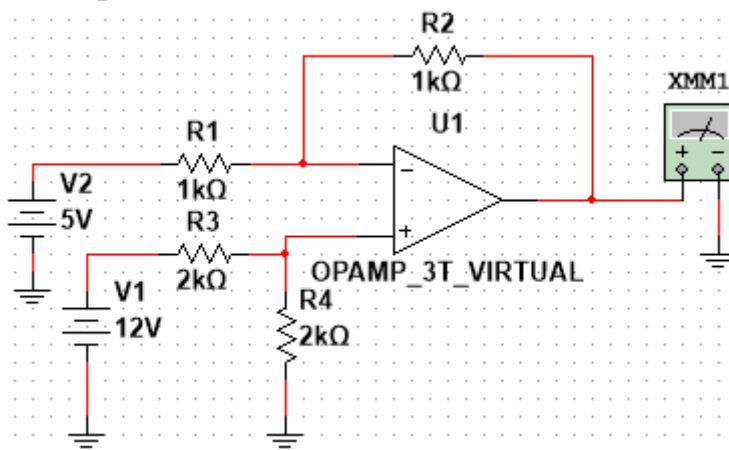 R2
1kΩ
XMM1
U1
R1
1kΩ
V2
5V
R3
2kΩ
OPAMP_3T_VIRTUAL
V1
12V
R4
2kΩ